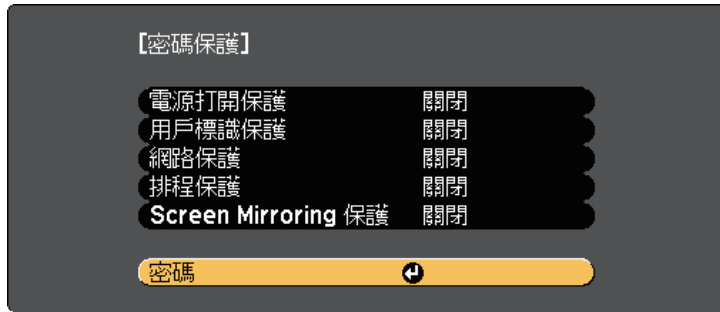 [密碼保護]
電源打開保護 關閉
用戶標識保護 關閉
網路保護 關閉
排程保護 關閉
Screen Mirroring 保護 關閉
密碼